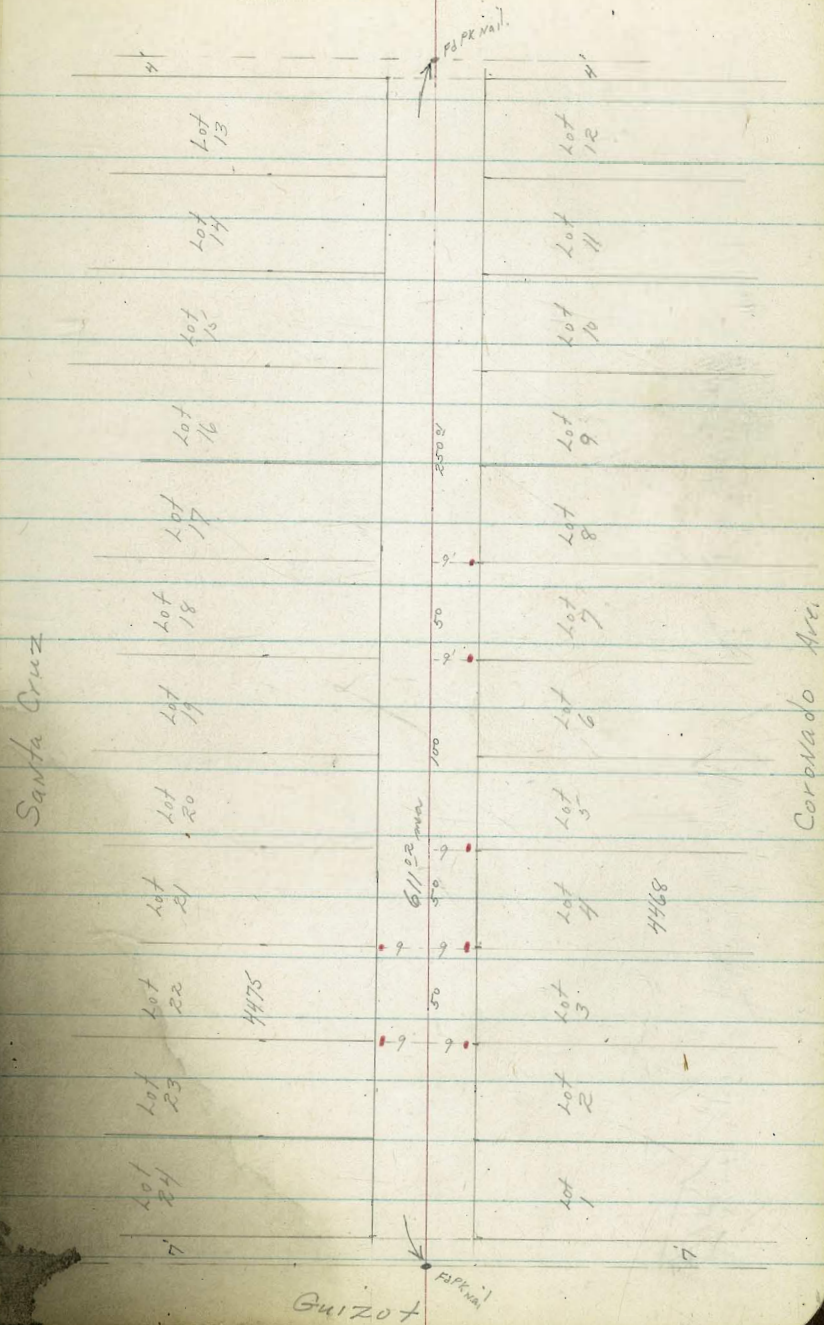 Fd PK Nail.
4'
4'
Lot
13
Lot
12
Lot
14
Lot
11
Lot
15
Lot
10
Lot
16
Lot
9
250
Lot
17
Lot
8
9'
Lot
18
50
Lot
7
9'
Santa Cruz
Lot
19
Lot
6
100
Coronado Ave.
Lot
20
Lot
5
611.02 mea
9
Lot
21
50
Lot
4
4468
9
9
Lot
22
4475
50
Lot
3
9
9
Lot
23
Lot
2
Lot
24
Lot
1
7'
7'
Fd PK Nail
Guizot